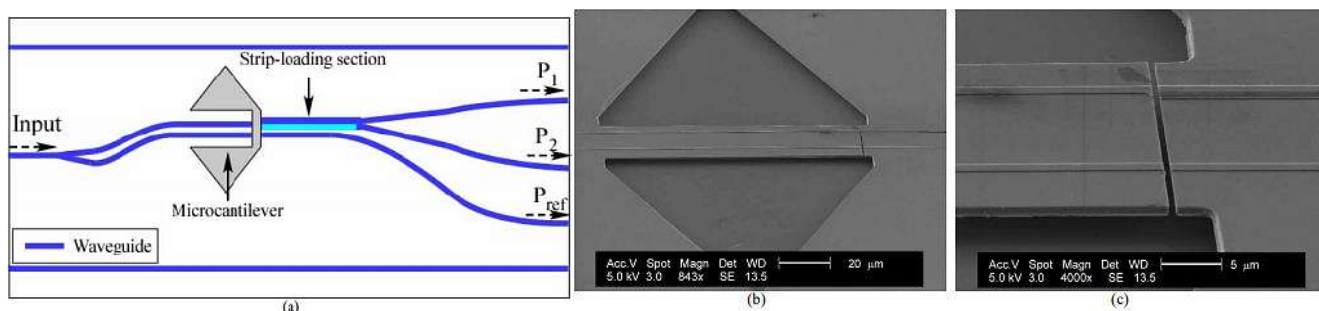 Strip-loading section
P1
Input
P2
Microcantilever
Pref
Waveguide
(a)
Acc.V Spot Magn Det WD
5.0 kV 3.0 843x SE 13.5 20 μm
(b)
Acc.V Spot Magn Det WD
5.0 kV 3.0 4000x SE 13.5 5 μm
(c)